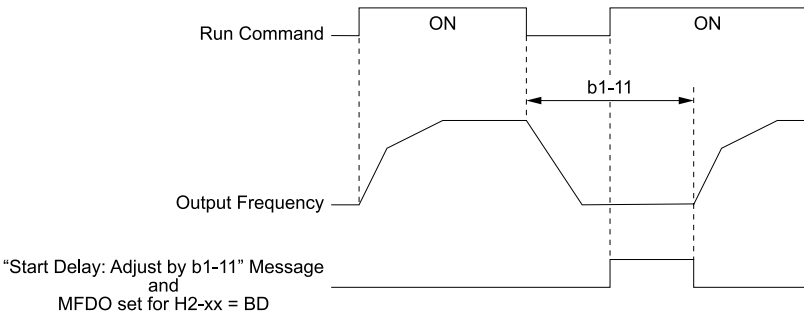 Run Command
ON
ON
b1-11
Output Frequency
“Start Delay: Adjust by b1-11” Message
and
MFDO set for H2-xx = BD